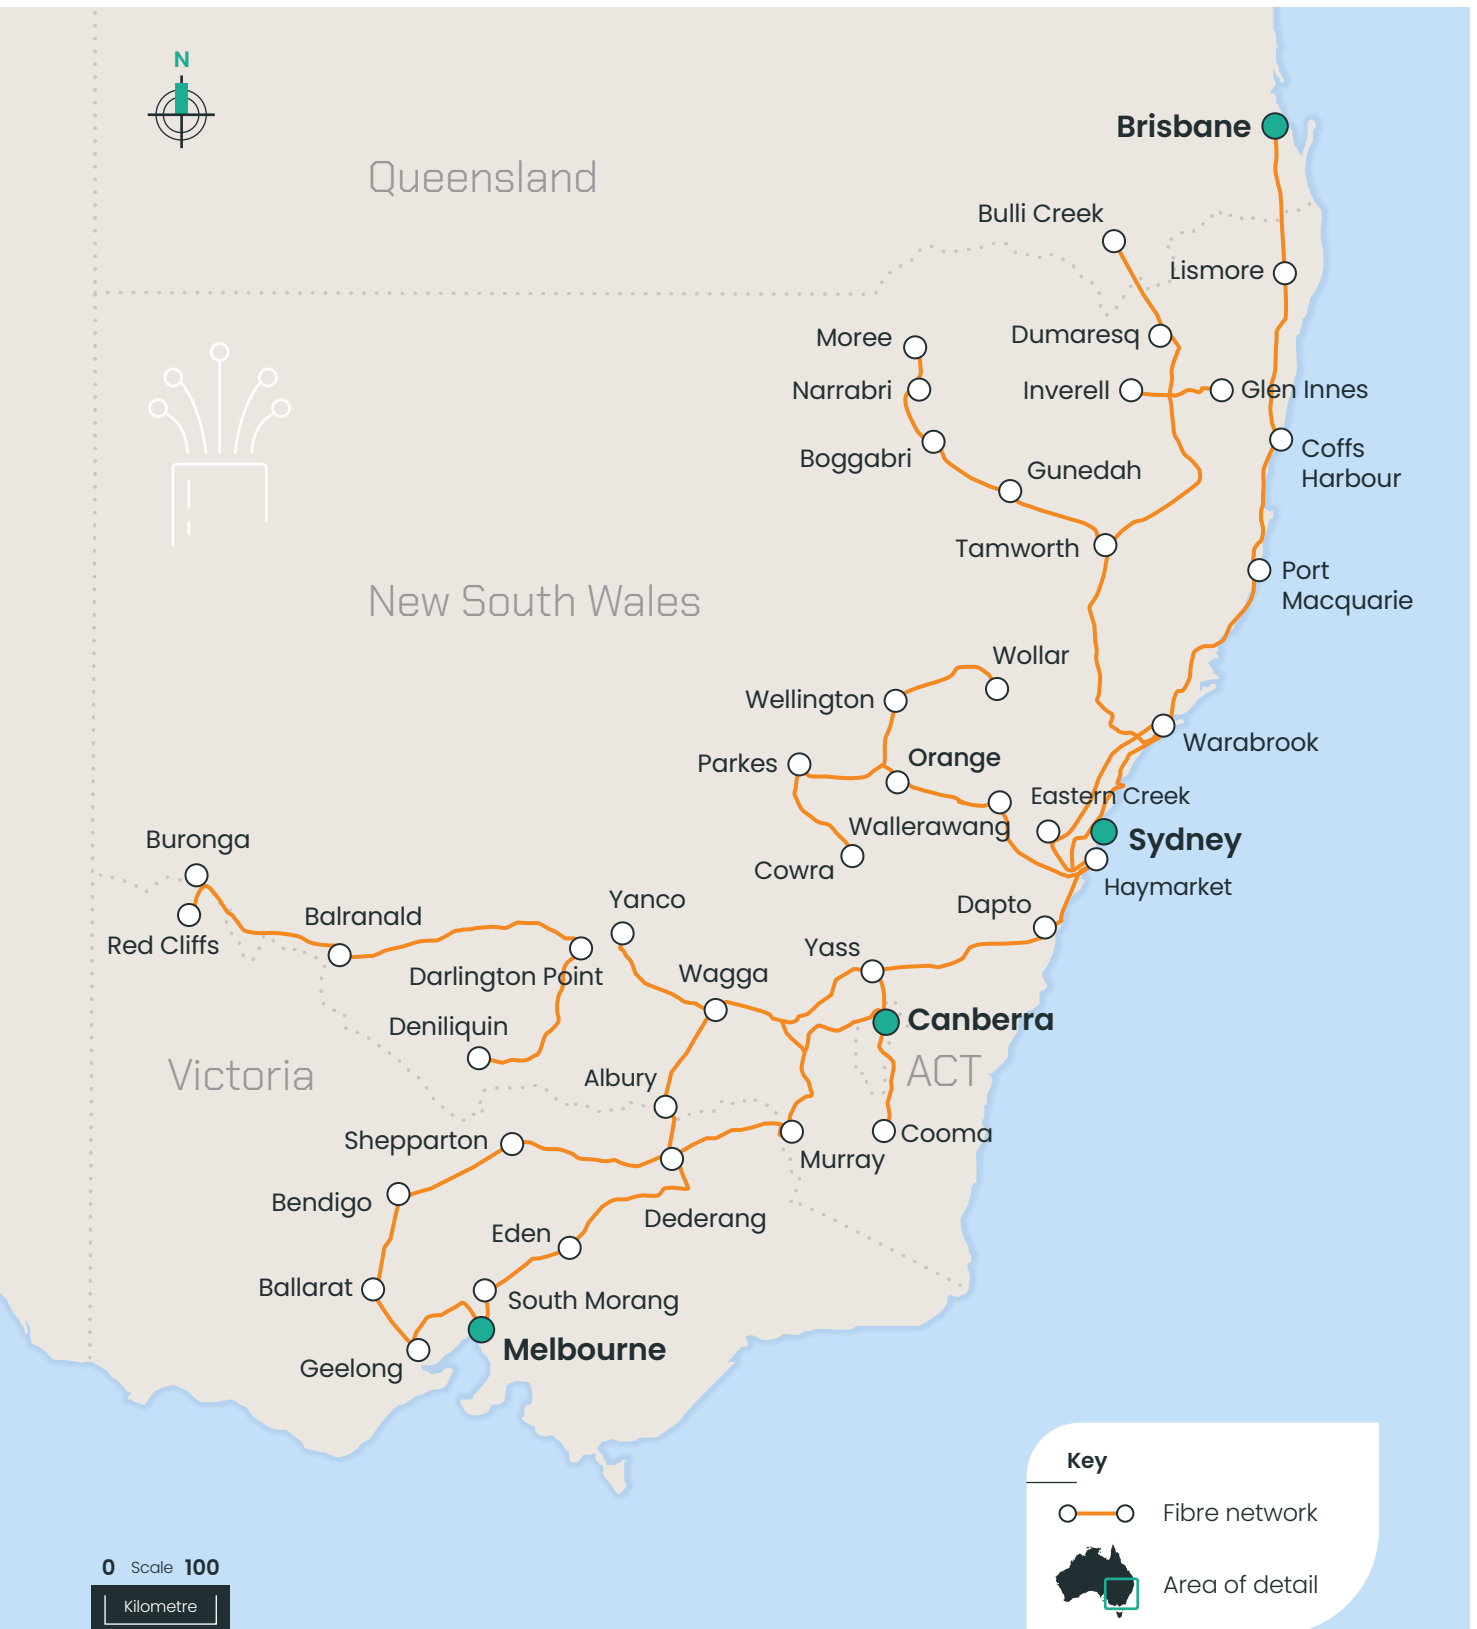 N
Brisbane
Queensland
Bulli Creek
Lismore
Moree
Dumaresq
Narrabri
Inverell
Glen Innes
Boggabri
Coffs
Harbour
Gunedah
Tamworth
Port
Macquarie
New South Wales
Wollar
Wellington
Warabrook
Parkes
Orange
Eastern Creek
Wallerawang
Sydney
Buronga
Cowra
Haymarket
Yanco
Dapto
Balranald
Red Cliffs
Yass
Darlington Point
Wagga
Deniliquin
Canberra
Victoria
ACT
Albury
Shepparton
Cooma
Murray
Bendigo
Dederang
Eden
Ballarat
South Morang
Melbourne
Geelong
Key
Fibre network
Area of detail
0 Scale 100
Kilometre